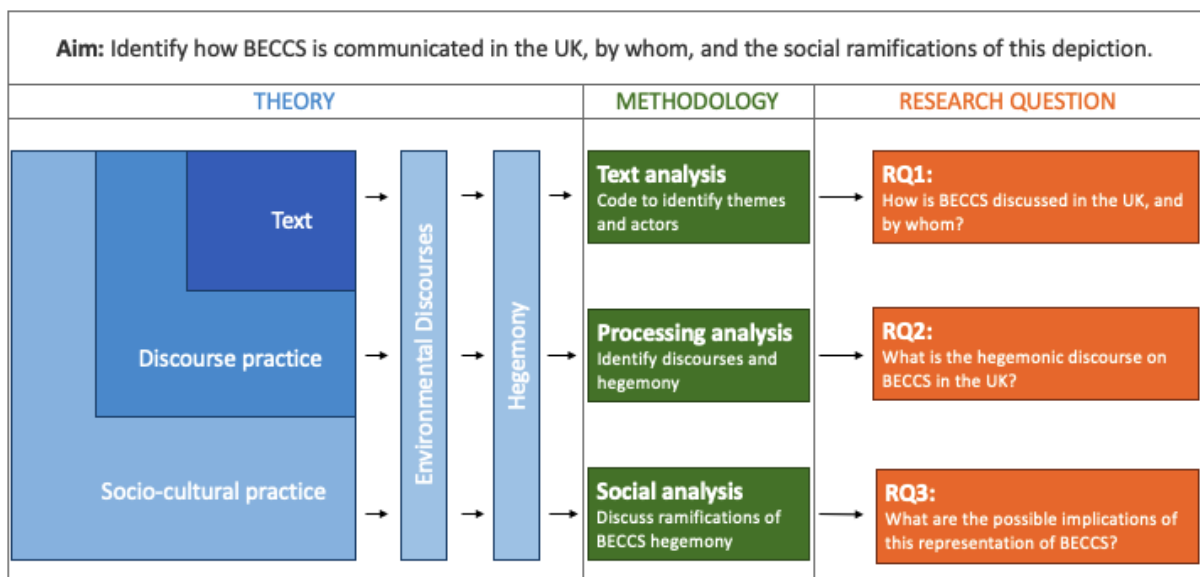 Aim: Identify how BECCS is communicated in the UK, by whom, and the social ramifications of this depiction.
THEORY
METHODOLOGY
RESEARCH QUESTION
Text
Discourse practice
Socio-cultural practice
Environmental Discourses
Hegemony
Text analysis
Code to identify themes
and actors
Processing analysis
Identify discourses and
hegemony
Social analysis
Discuss ramifications of
BECCS hegemony
RQ1:
How is BECCS discussed in the UK, and
by whom?
RQ2:
What is the hegemonic discourse on
BECCS in the UK?
RQ3:
What are the possible implications of
this representation of BECCS?